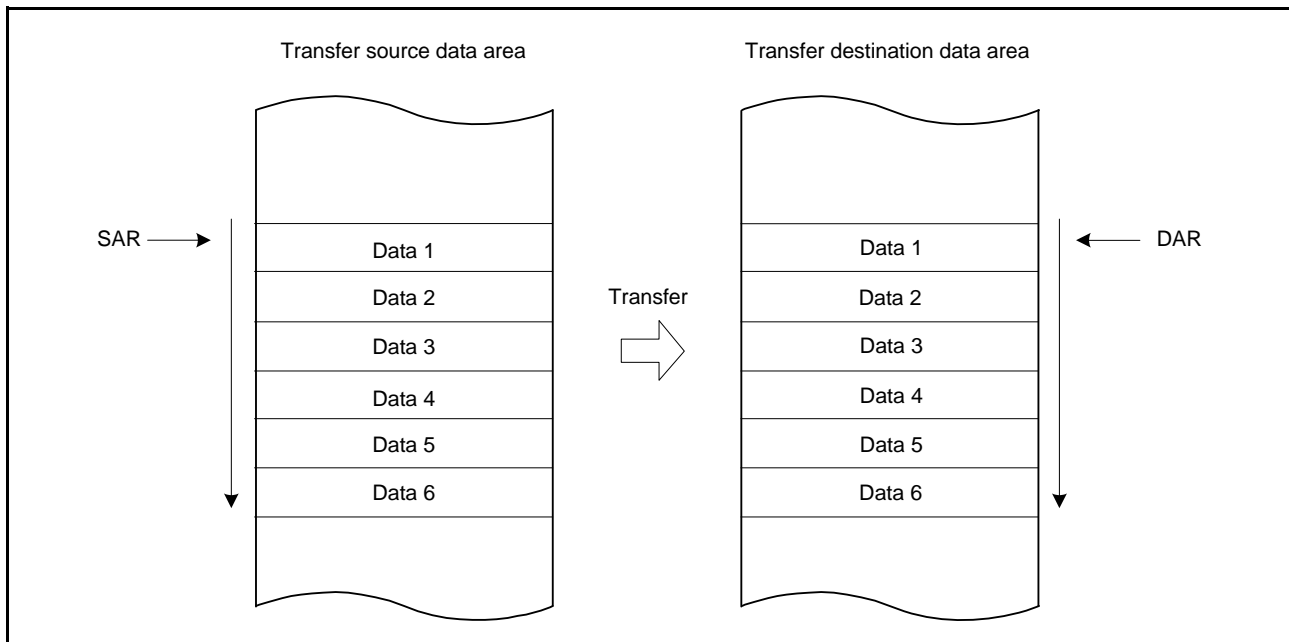 Transfer source data area
Transfer destination data area
SAR
Data 1
Data 2
Data 3
Data 4
Data 5
Data 6
Transfer
Data 1
Data 2
Data 3
Data 4
Data 5
Data 6
DAR